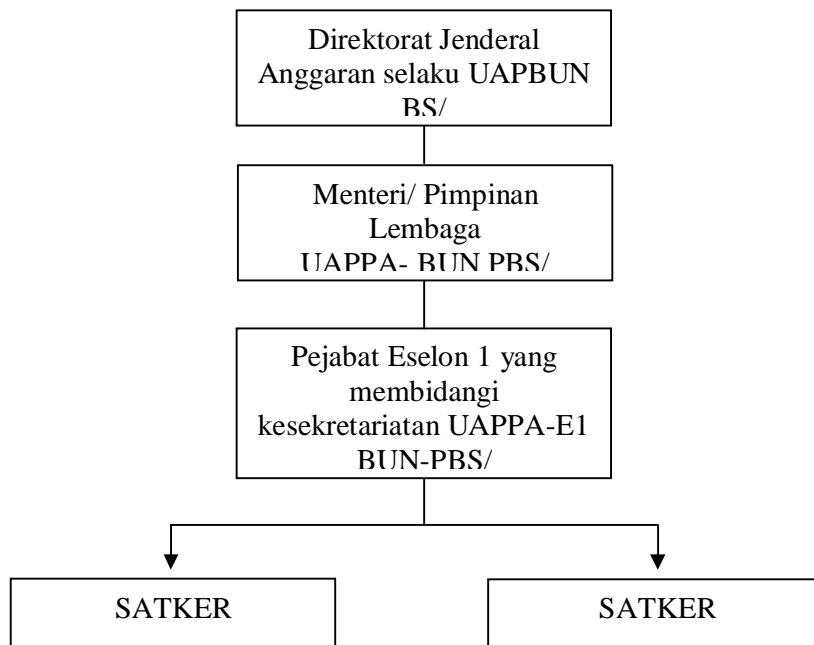 Direktorat Jenderal
Anggaran selaku UAPBUN
BS/
Menteri/ Pimpinan
Lembaga
UAPPA- BUN PBS/
Pejabat Eselon 1 yang
membidangi
kesekretariatan UAPPA-E1
BUN-PBS/
SATKER
SATKER